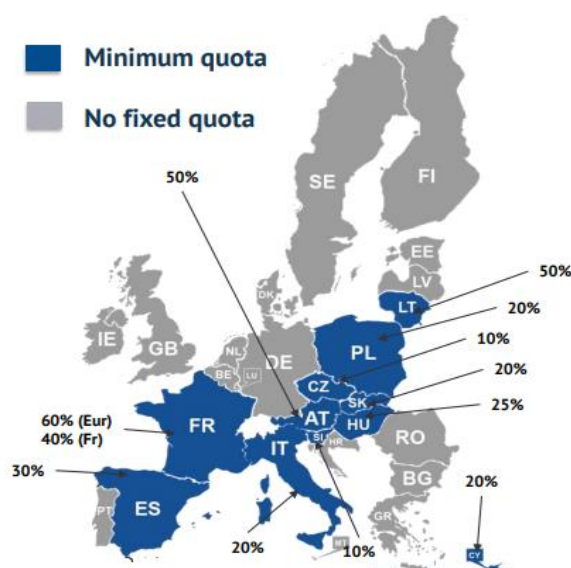 Minimum quota
No fixed quota
50%
SE
FI
EE
LV
50%
LT
DK
20%
IE
GB
NL
BE
LU
DE
PL
10%
CZ
20%
SK
25%
60% (Eur)
40% (Fr)
FR
AT
HU
SI
HR
RO
IT
30%
PT
ES
BG
GR
20%
20%
10%
MT
CY